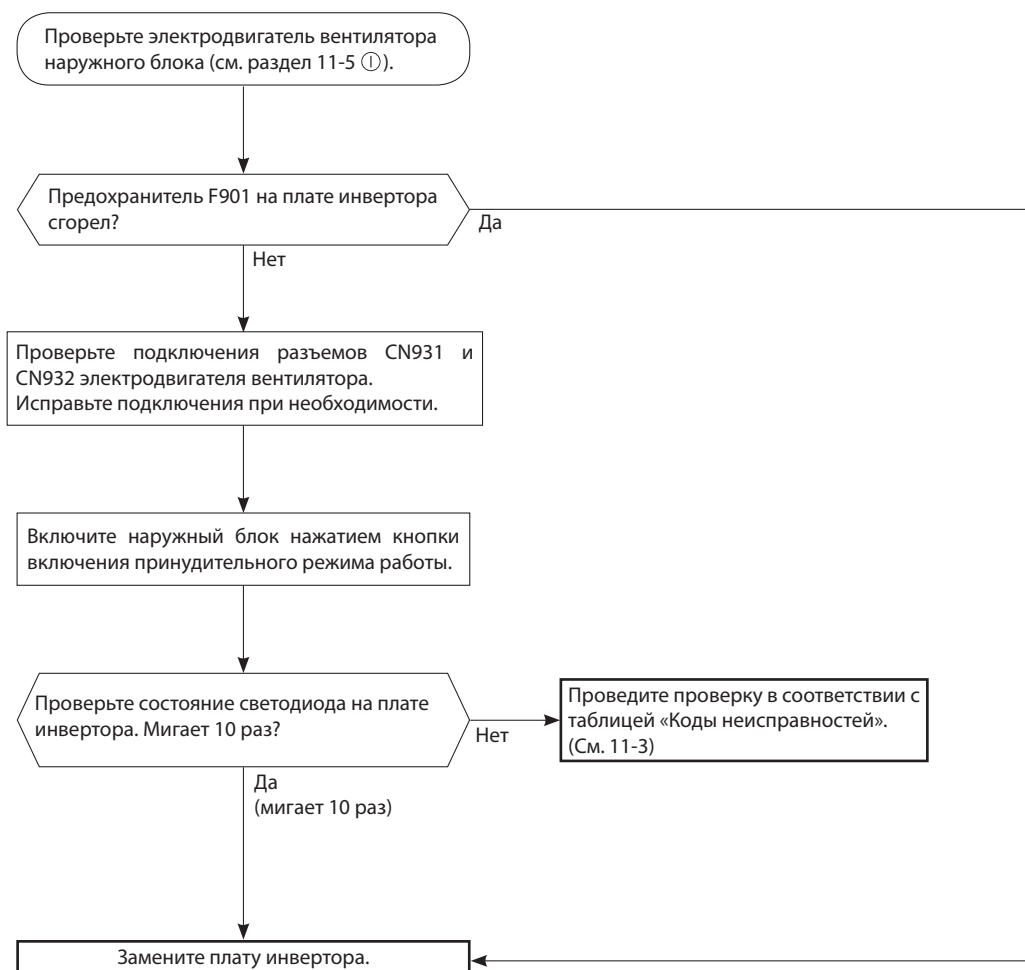 Проверьте электродвигатель вентилятора
наружного блока (см. раздел 11-5 Ⓘ).
Предохранитель F901 на плате инвертора
сгорел?
Да
Нет
Проверьте подключения разъемов CN931 и
CN932 электродвигателя вентилятора.
Исправьте подключения при необходимости.
Включите наружный блок нажатием кнопки
включения принудительного режима работы.
Проверьте состояние светодиода на плате
инвертора. Мигает 10 раз?
Нет
Проведите проверку в соответствии с
таблицей «Коды неисправностей».
(См. 11-3)
Да
(мигает 10 раз)
Замените плату инвертора.